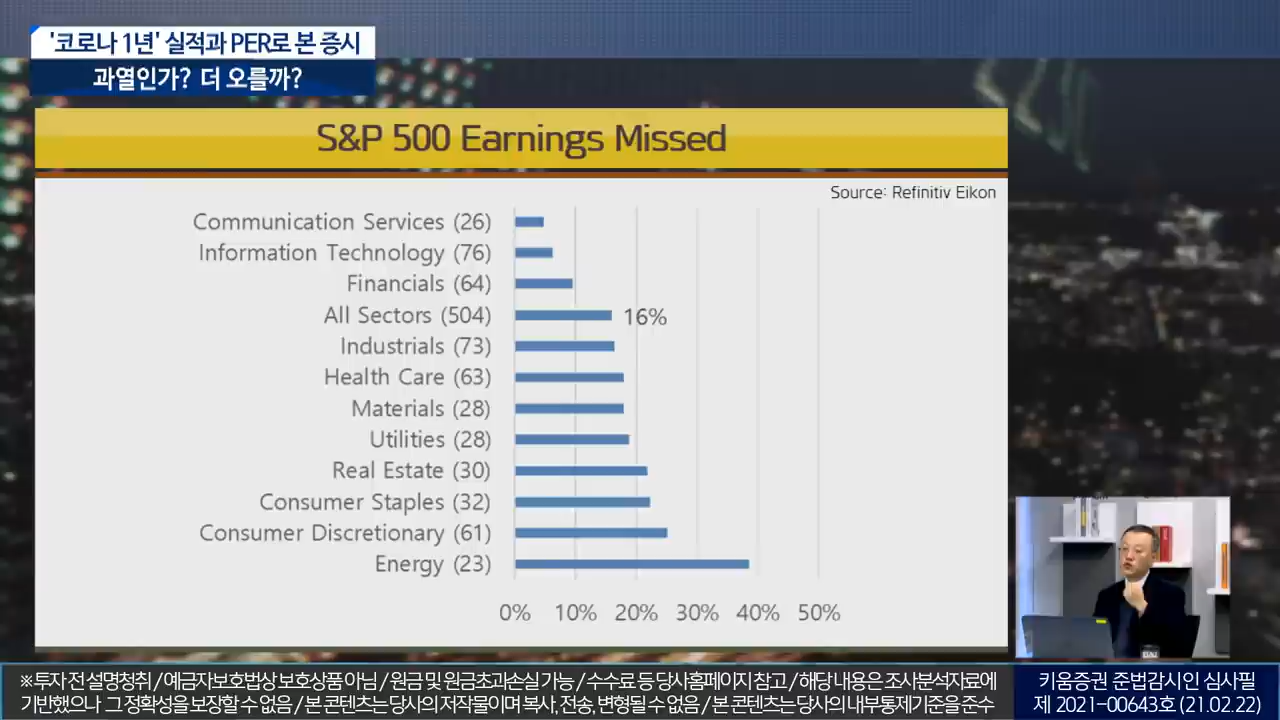 '코로나 1년' 실적과 PER로 본 증시
과열인가? 더 오를까?
S&P 500 Earnings Missed
Source: Refinitiv Eikon
Communication Services (26)
Information Technology (76)
Financials (64)
All Sectors (504) 16%
Industrials (73)
Health Care (63)
Materials (28)
Utilities (28)
Real Estate (30)
Consumer Staples (32)
Consumer Discretionary (61)
Energy (23)
0% 10% 20% 30% 40% 50%
※ 투자 전 설명청취 / 예금자보호법상 보호상품 아님 / 원금 및 원금초과손실 가능 / 수수료 등 당사홈페이지 참고 / 해당 내용은 조사분석자료에
기반했으나 그 정확성을 보장할 수 없음 / 본 콘텐츠는 당사의 저작물이며 복사, 전송, 변형될 수 없음 / 본 콘텐츠는 당사의 내부통제기준을 준수
키움증권 준법감시인 심사필
제 2021-00643호 (21.02.22)